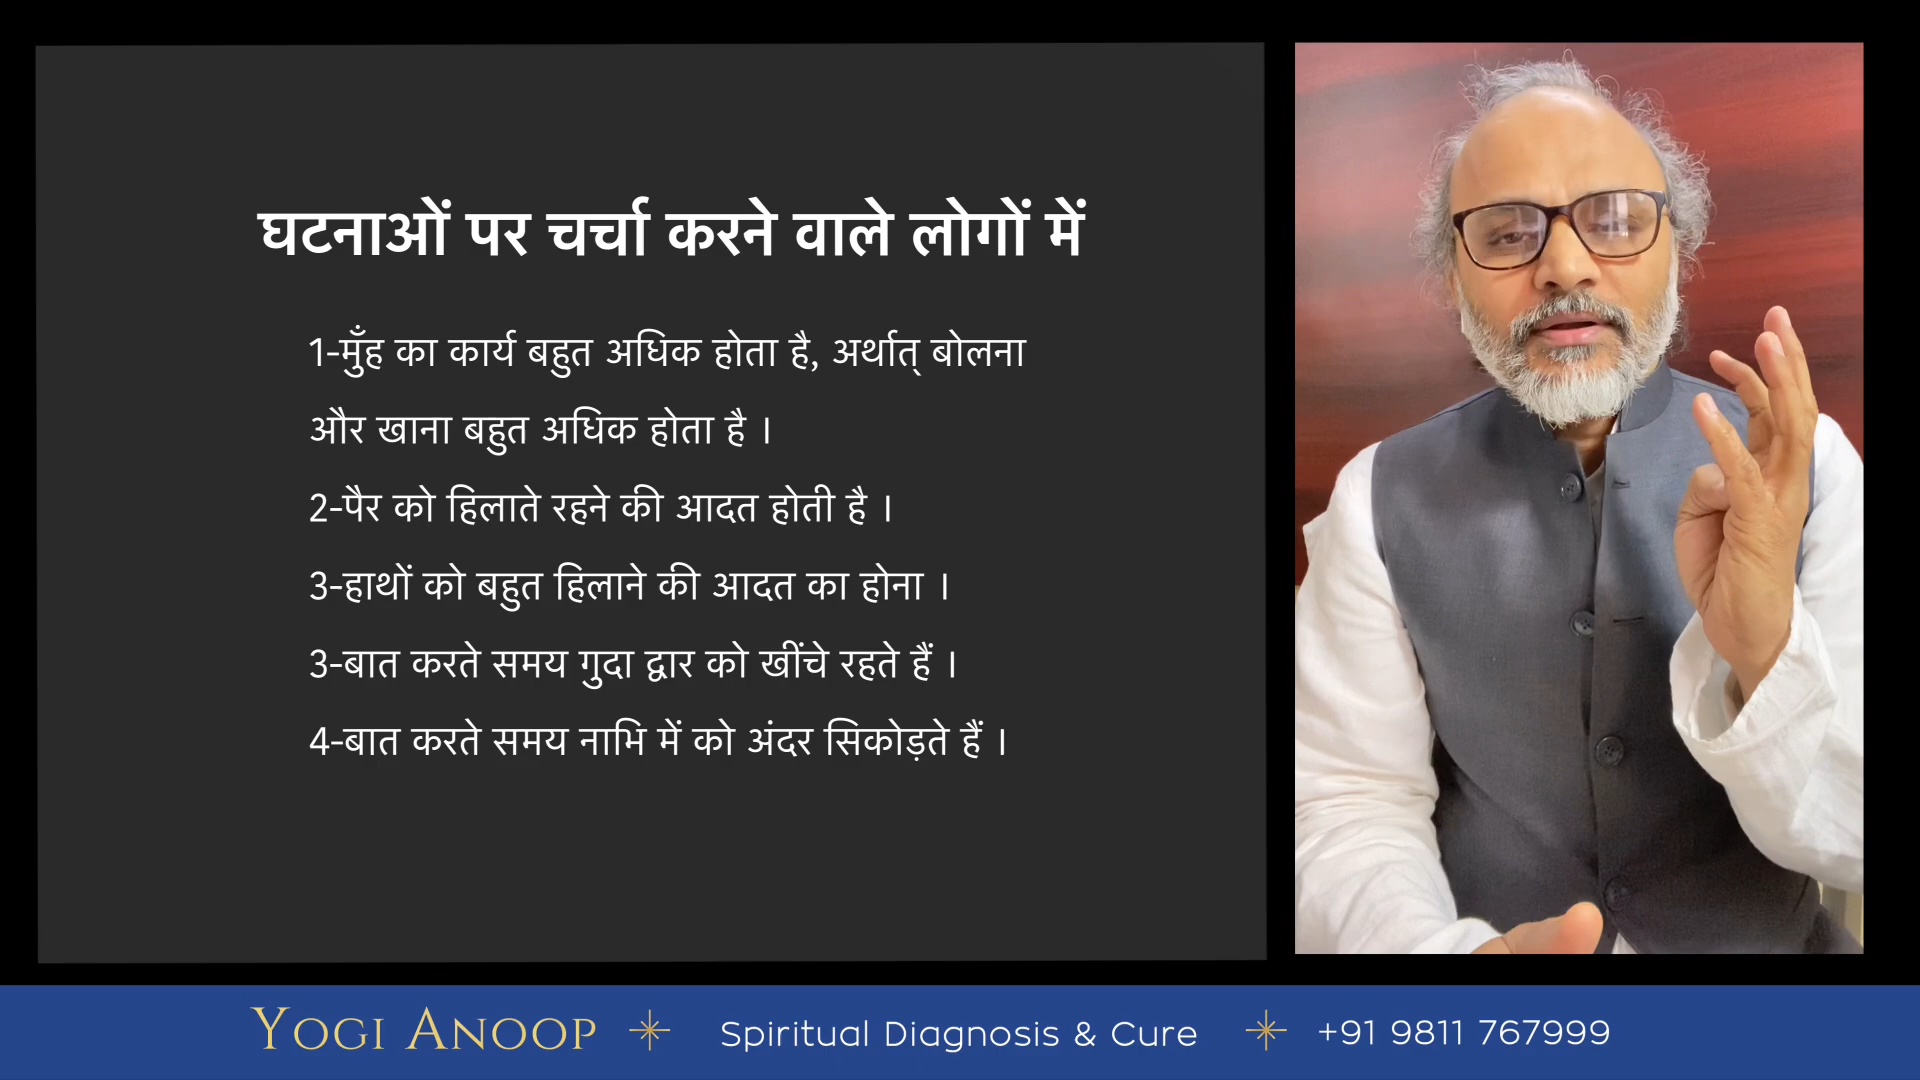 घटनाओं पर चर्चा करने वाले लोगों में
1-मुँह का कार्य बहुत अधिक होता है, अर्थात् बोलना
और खाना बहुत अधिक होता है ।
2-पैर को हिलाते रहने की आदत होती है ।
3-हाथों को बहुत हिलाने की आदत का होना ।
3-बात करते समय गुदा द्वार को खींचे रहते हैं ।
4-बात करते समय नाभि में को अंदर सिकोड़ते हैं ।
YOGI ANOOP Spiritual Diagnosis & Cure +91 9811 767999